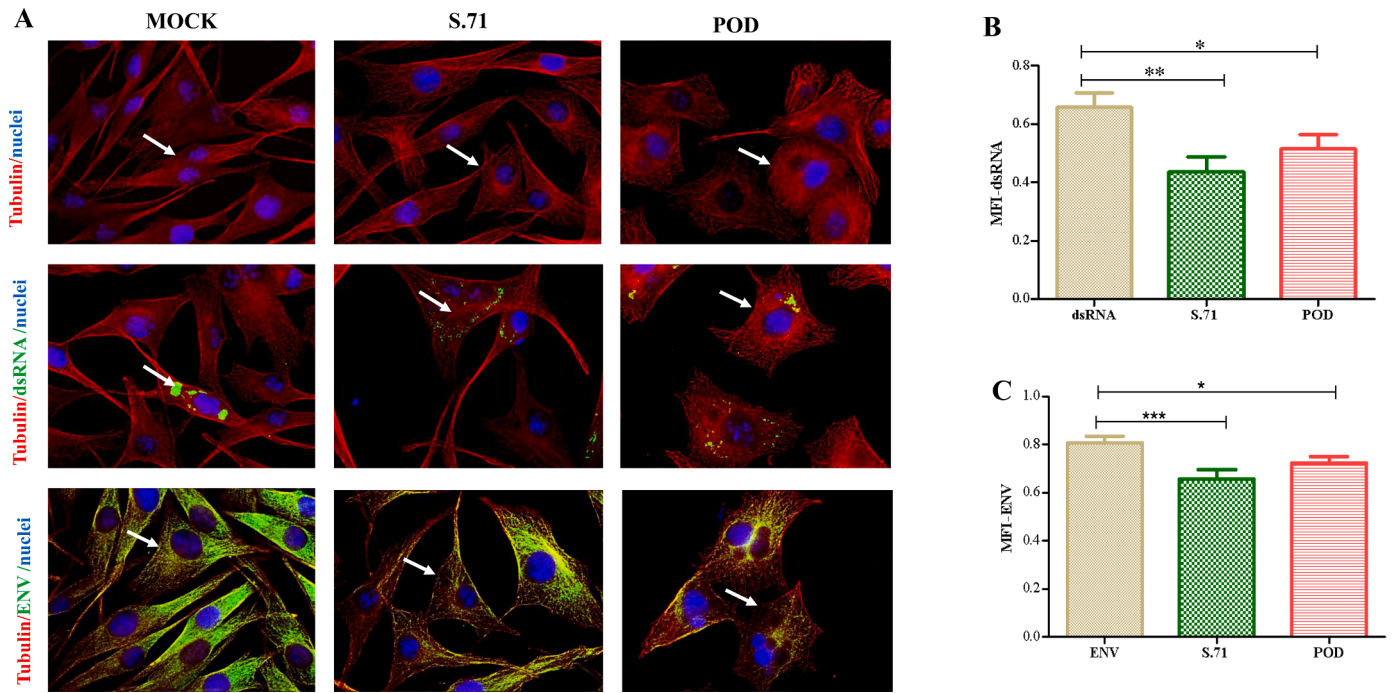 A
MOCK
S.71
POD
Tubulin/nuclei
Tubulin/dsRNA/nuclei
Tubulin/ENV/nuclei
B
*
**
MFI-dsRNA
0.8
0.6
0.4
0.2
0.0
dsRNA
S.71
POD
C
*
***
MFI-ENV
1.0
0.8
0.6
0.4
0.2
0.0
ENV
S.71
POD